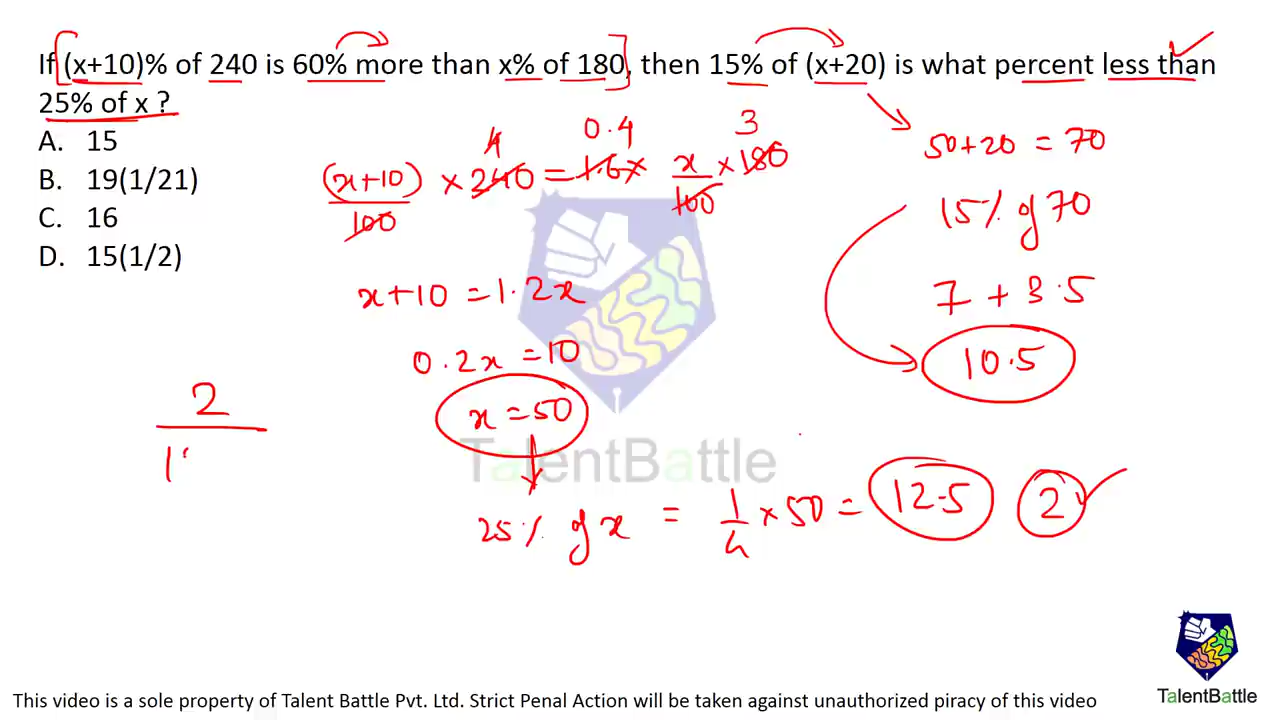 If (x+10)% of 240 is 60% more than x% of 180, then 15% of (x+20) is what percent less than
25% of x ?
A. 15
B. 19(1/21)
C. 16
D. 15(1/2)
4 0.4 3
(x+10)/100 × 240 = 1.6× x/100 × 180
x+10 = 1.2x
0.2x = 10
x = 50
25% of x = 1/4 × 50 = 12.5 2
50+20 = 70
15% of 70
7 + 3.5
10.5
2
TalentBattle
TalentBattle
This video is a sole property of Talent Battle Pvt. Ltd. Strict Penal Action will be taken against unauthorized piracy of this video